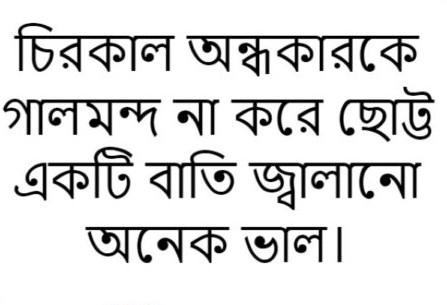 চিরকাল অন্ধকারকে
গালমন্দ না করে ছোট্ট
একটি বাতি জ্বালানো
অনেক ভাল।